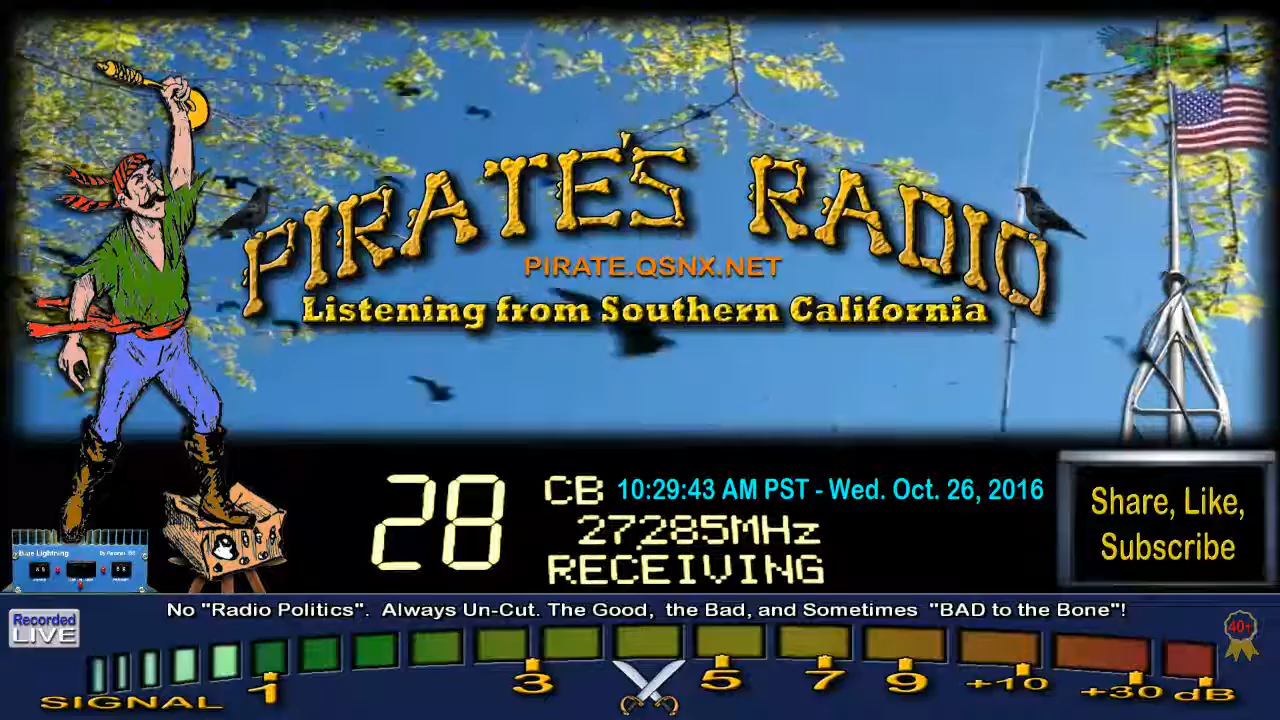 PIRATE'S RADIO
PIRATE.QSNX.NET
Listening from Southern California
28
CB
10:29:43 AM PST - Wed. Oct. 26, 2016
27.285MHz
RECEIVING
Share, Like,
Subscribe
Blue Lightning
No "Radio Politics". Always Un-Cut. The Good, the Bad, and Sometimes "BAD to the Bone"!
Recorded
LIVE
40+
SIGNAL
1 3 5 7 9 +10 +30 dB